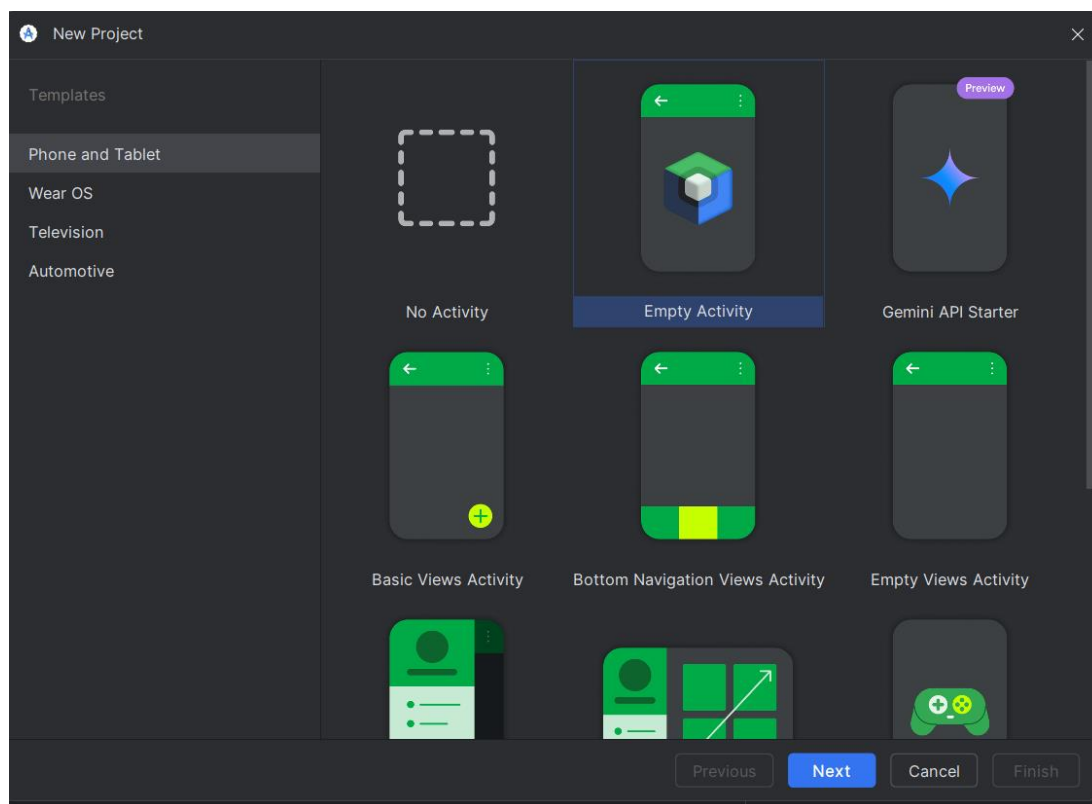 New Project
Templates
Phone and Tablet
Wear OS
Television
Automotive
Preview
No Activity
Empty Activity
Gemini API Starter
Basic Views Activity
Bottom Navigation Views Activity
Empty Views Activity
Previous
Next
Cancel
Finish